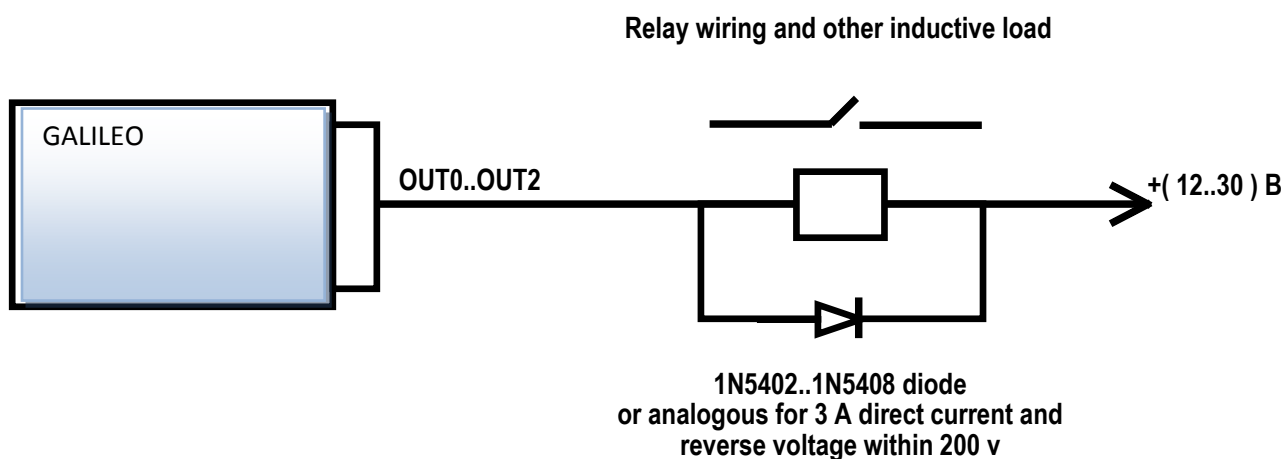 Relay wiring and other inductive load
GALILEO
OUT0..OUT2
+( 12..30 ) B
1N5402..1N5408 diode
or analogous for 3 A direct current and
reverse voltage within 200 v